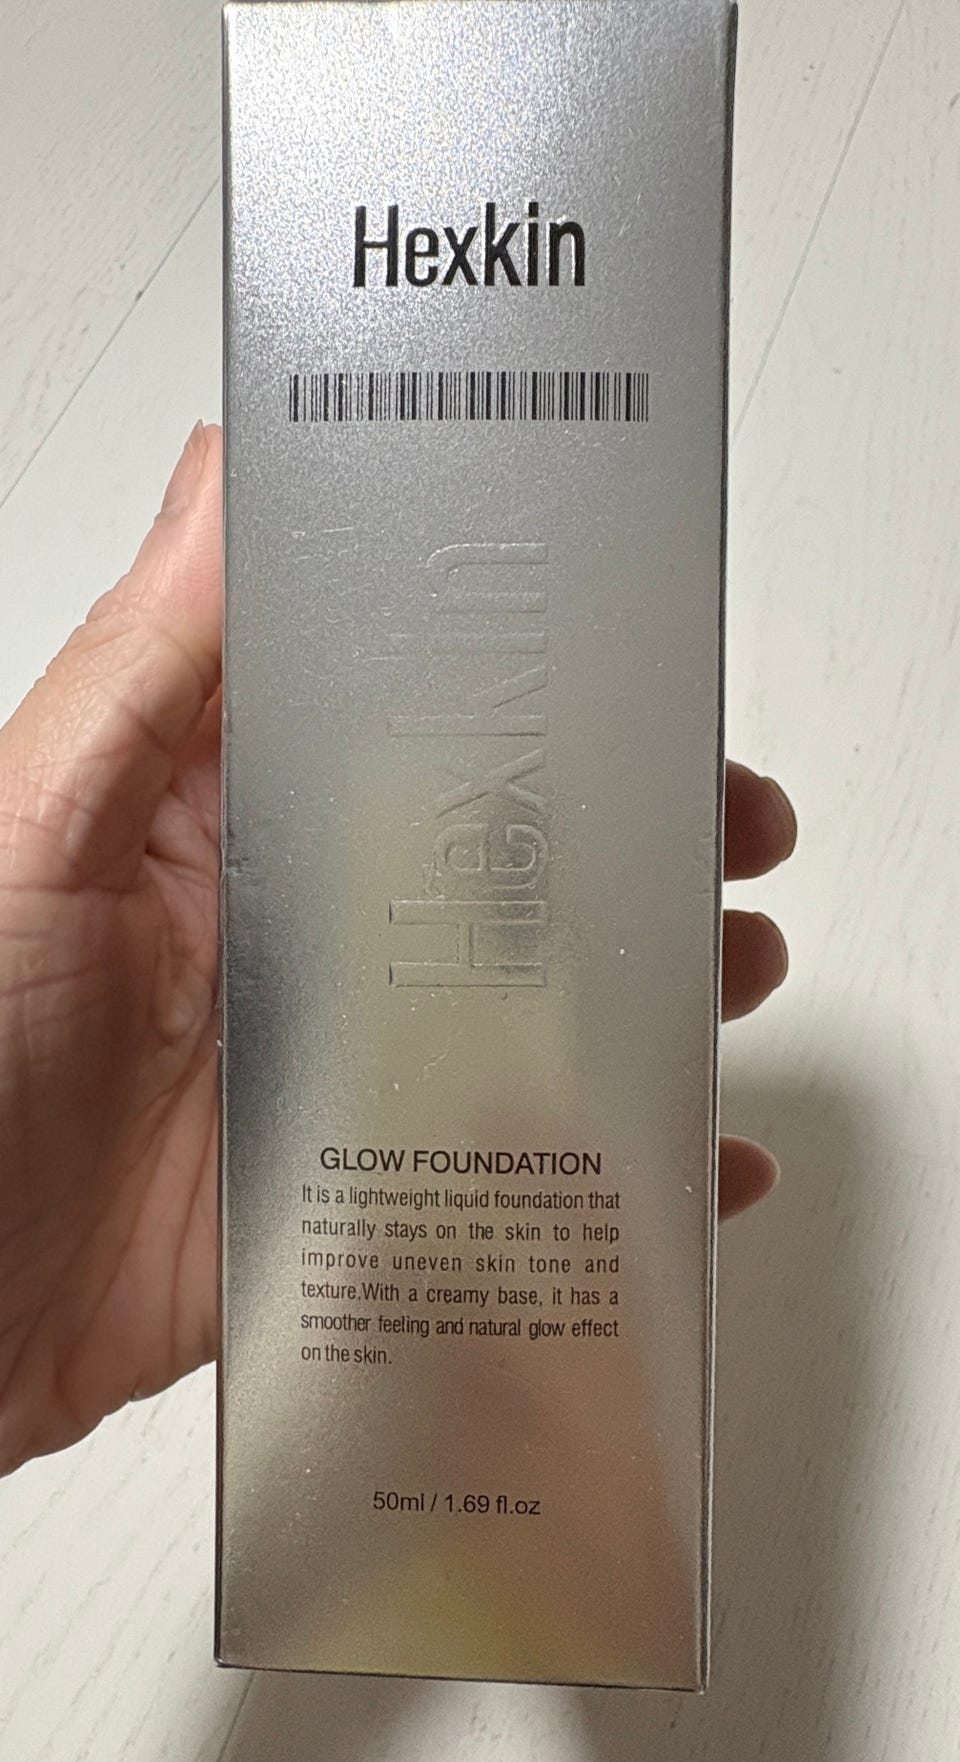 Hexkin
Hexkin
GLOW FOUNDATION
It is a lightweight liquid foundation that
naturally stays on the skin to help
improve uneven skin tone and
texture.With a creamy base, it has a
smoother feeling and natural glow effect
on the skin.
50ml / 1.69 fl.oz